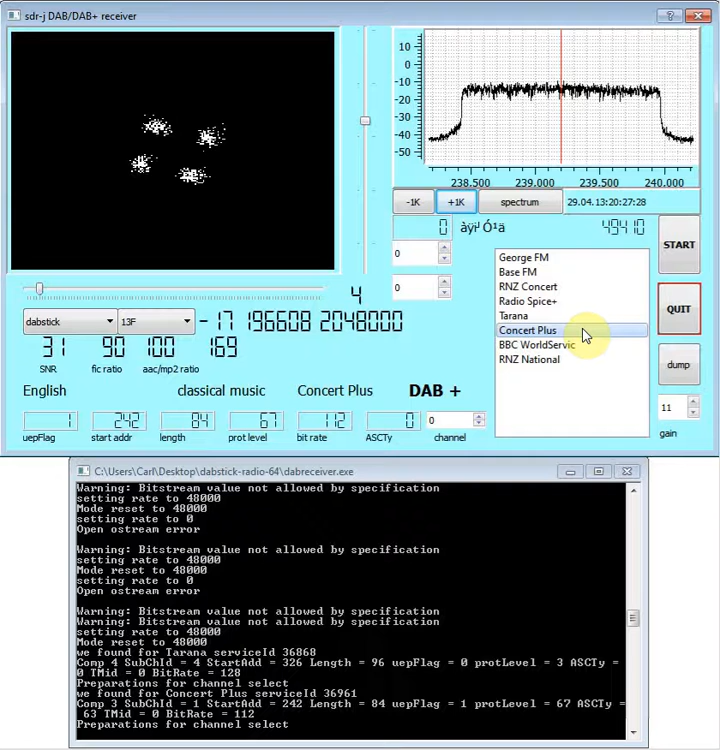 sdr-j DAB/DAB+ receiver
10
0
-10
-20
-30
-40
-50
238.500 239.000 239.500 240.000
-1K +1K spectrum 29.04.13:20:27:28
0 49410
0
0
George FM
Base FM
RNZ Concert
Radio Spice+
Tarana
Concert Plus
BBC WorldServic
RNZ National
START
QUIT
dump
11
gain
4
dabstick 13F -17 196608 2048000
31 90 100 169
SNR fic ratio aac/mp2 ratio
English classical music Concert Plus DAB +
1 242 84 67 112 0 0
uepFlag start addr length prot level bit rate ASCTy channel
C:\Users\Carl\Desktop\dabstick-radio-64\dabreceiver.exe
Warning: Bitstream value not allowed by specification
setting rate to 48000
Mode reset to 48000
setting rate to 0
Open ostream error
Warning: Bitstream value not allowed by specification
setting rate to 48000
Mode reset to 48000
setting rate to 0
Open ostream error
Warning: Bitstream value not allowed by specification
Warning: Bitstream value not allowed by specification
setting rate to 48000
Mode reset to 48000
we found for Tarana serviceId 36868
Comp 4 SubChId = 4 StartAdd = 326 Length = 96 uepFlag = 0 protLevel = 3 ASCTy =
0 TMid = 0 BitRate = 128
Preparations for channel select
we found for Concert Plus serviceId 36961
Comp 3 SubChId = 1 StartAdd = 242 Length = 84 uepFlag = 1 protLevel = 67 ASCTy =
63 TMid = 0 BitRate = 112
Preparations for channel select